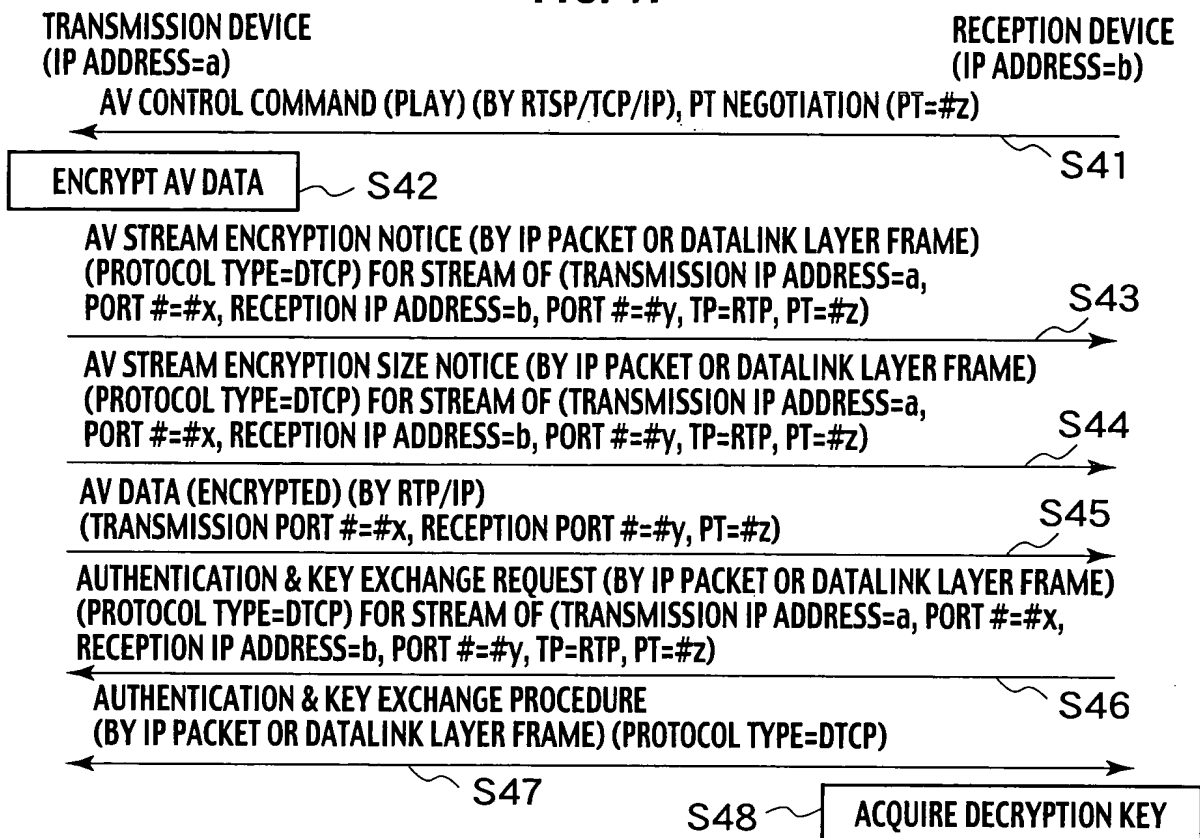 TRANSMISSION DEVICE
(IP ADDRESS=a)
RECEPTION DEVICE
(IP ADDRESS=b)
AV CONTROL COMMAND (PLAY) (BY RTSP/TCP/IP), PT NEGOTIATION (PT=#z)
S41
ENCRYPT AV DATA
S42
AV STREAM ENCRYPTION NOTICE (BY IP PACKET OR DATALINK LAYER FRAME)
(PROTOCOL TYPE=DTCP) FOR STREAM OF (TRANSMISSION IP ADDRESS=a,
PORT #=#x, RECEPTION IP ADDRESS=b, PORT #=#y, TP=RTP, PT=#z)
S43
AV STREAM ENCRYPTION SIZE NOTICE (BY IP PACKET OR DATALINK LAYER FRAME)
(PROTOCOL TYPE=DTCP) FOR STREAM OF (TRANSMISSION IP ADDRESS=a,
PORT #=#x, RECEPTION IP ADDRESS=b, PORT #=#y, TP=RTP, PT=#z)
S44
AV DATA (ENCRYPTED) (BY RTP/IP)
(TRANSMISSION PORT #=#x, RECEPTION PORT #=#y, PT=#z)
S45
AUTHENTICATION & KEY EXCHANGE REQUEST (BY IP PACKET OR DATALINK LAYER FRAME)
(PROTOCOL TYPE=DTCP) FOR STREAM OF (TRANSMISSION IP ADDRESS=a, PORT #=#x,
RECEPTION IP ADDRESS=b, PORT #=#y, TP=RTP, PT=#z)
S46
AUTHENTICATION & KEY EXCHANGE PROCEDURE
(BY IP PACKET OR DATALINK LAYER FRAME) (PROTOCOL TYPE=DTCP)
S47
S48
ACQUIRE DECRYPTION KEY